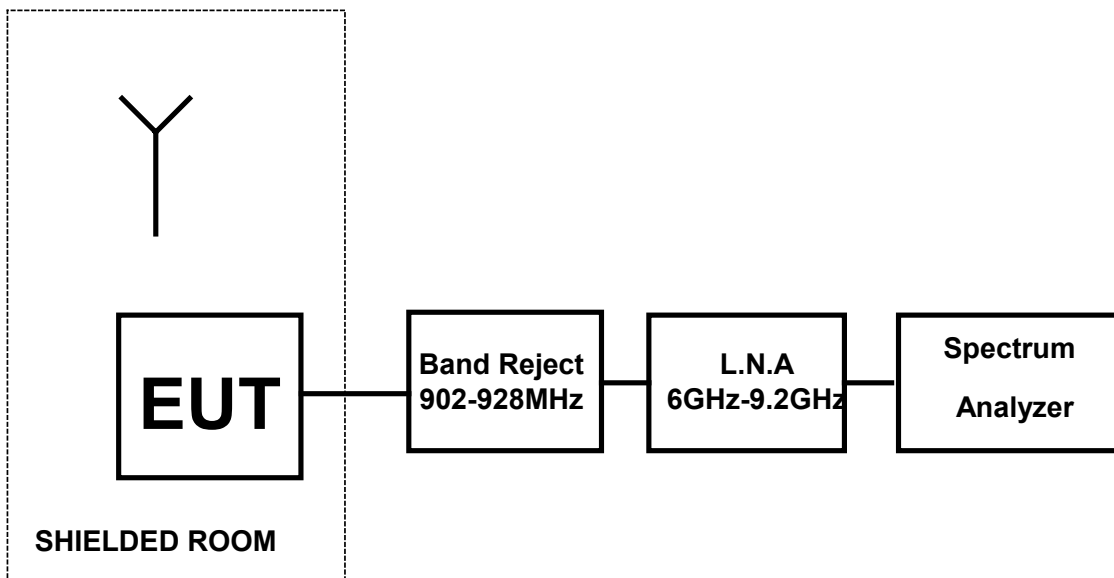 EUT
Band Reject
902-928MHz
L.N.A
6GHz-9.2GHz
Spectrum
Analyzer
SHIELDED ROOM